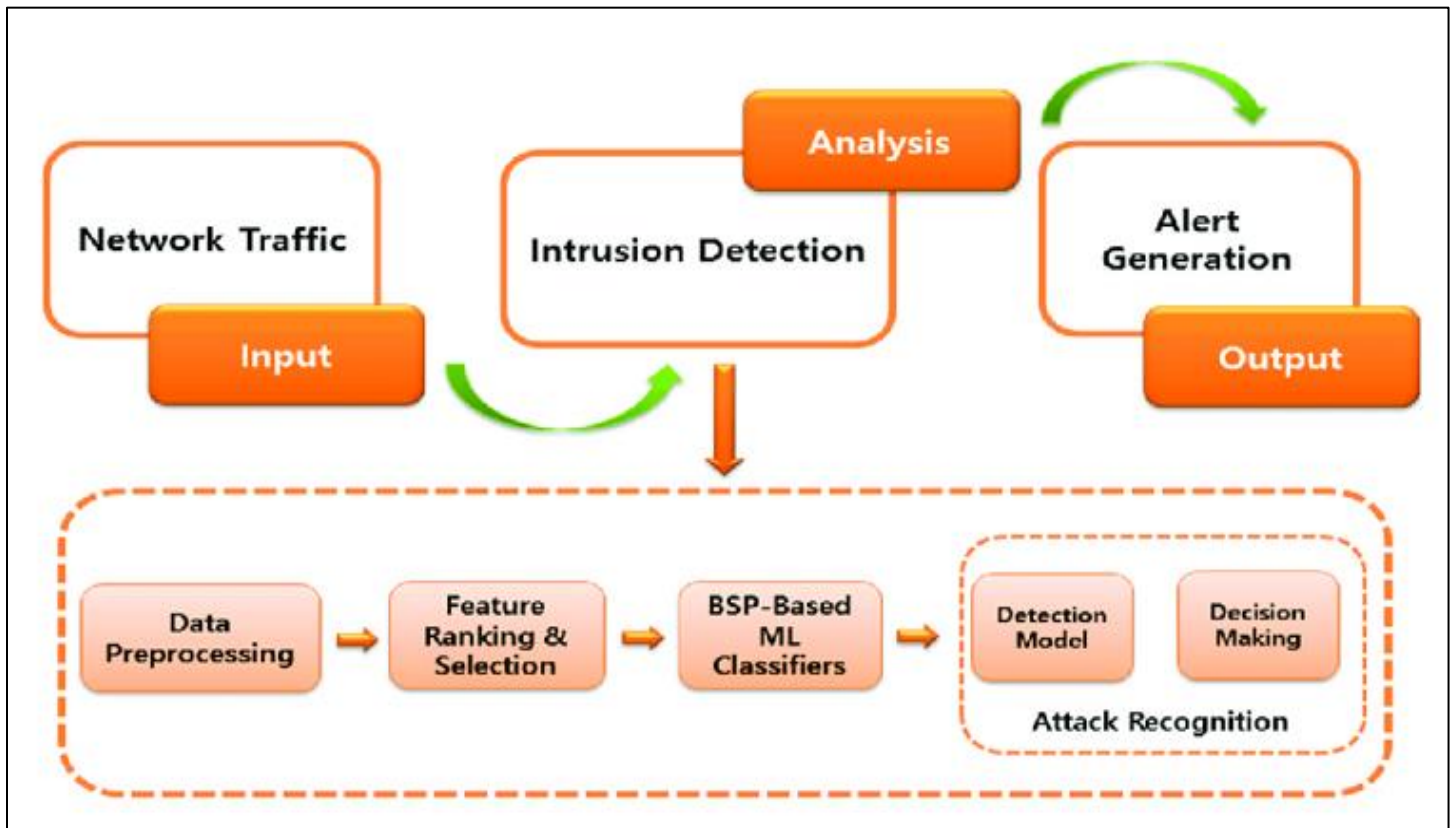 Network Traffic
Input
Intrusion Detection
Analysis
Alert
Generation
Output
Data
Preprocessing
Feature
Ranking &
Selection
BSP-Based
ML
Classifiers
Detection
Model
Decision
Making
Attack Recognition